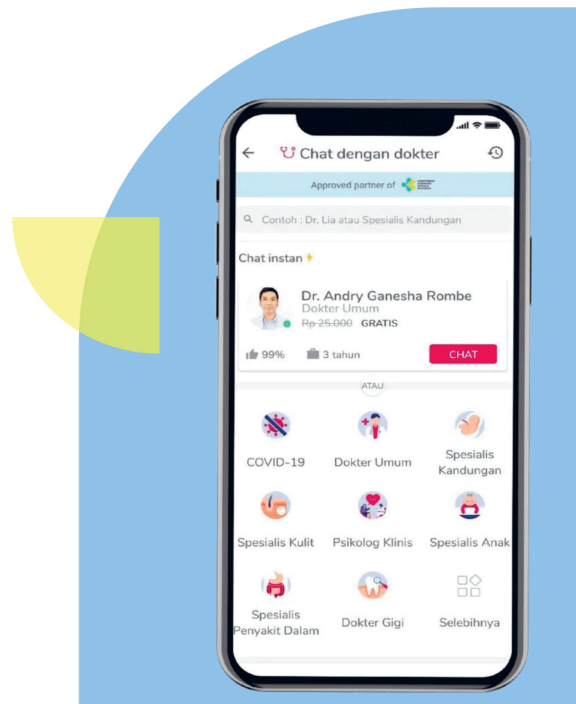 Chat dengan dokter
Approved partner of
Contoh : Dr. Lia atau Spesialis Kandungan
Chat instan
Dr. Andry Ganesha Rombe
Dokter Umum
Rp 25.000 GRATIS
99% 3 tahun CHAT
ATAU
COVID-19 Dokter Umum Spesialis
Kandungan
Spesialis Kulit Psikolog Klinis Spesialis Anak
Spesialis
Penyakit Dalam Dokter Gigi Selebihnya